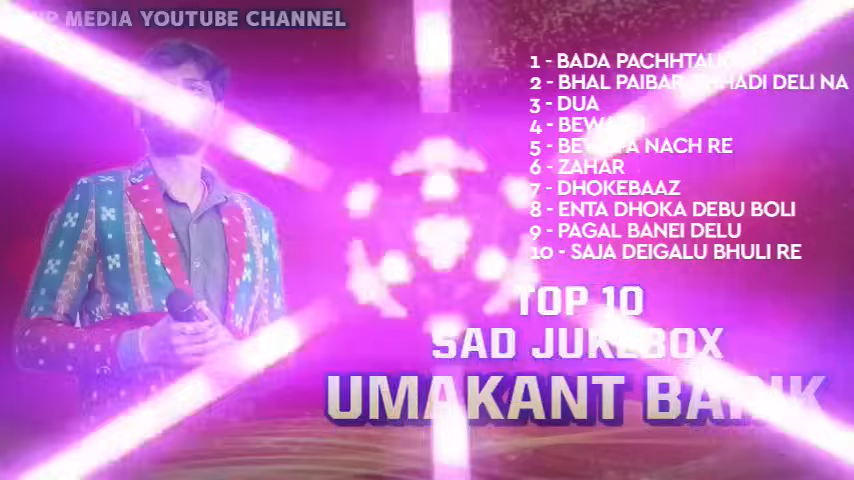 MEDIA YOUTUBE CHANNEL
1 - BADA
2 - BHAL PAIBAR DELI NA
3 - DUA
4 -
5 - NACH RE
6 - ZAHAR
7 - DHOKEBAAZ
8 - ENTA DHOKA DEBU BOLI
9 - PAGAL BANEI DELU
10 - SAJA DEIGALU BHULI RE
TOP 10
SAD JUKEBOX
UMAKANT BARIK